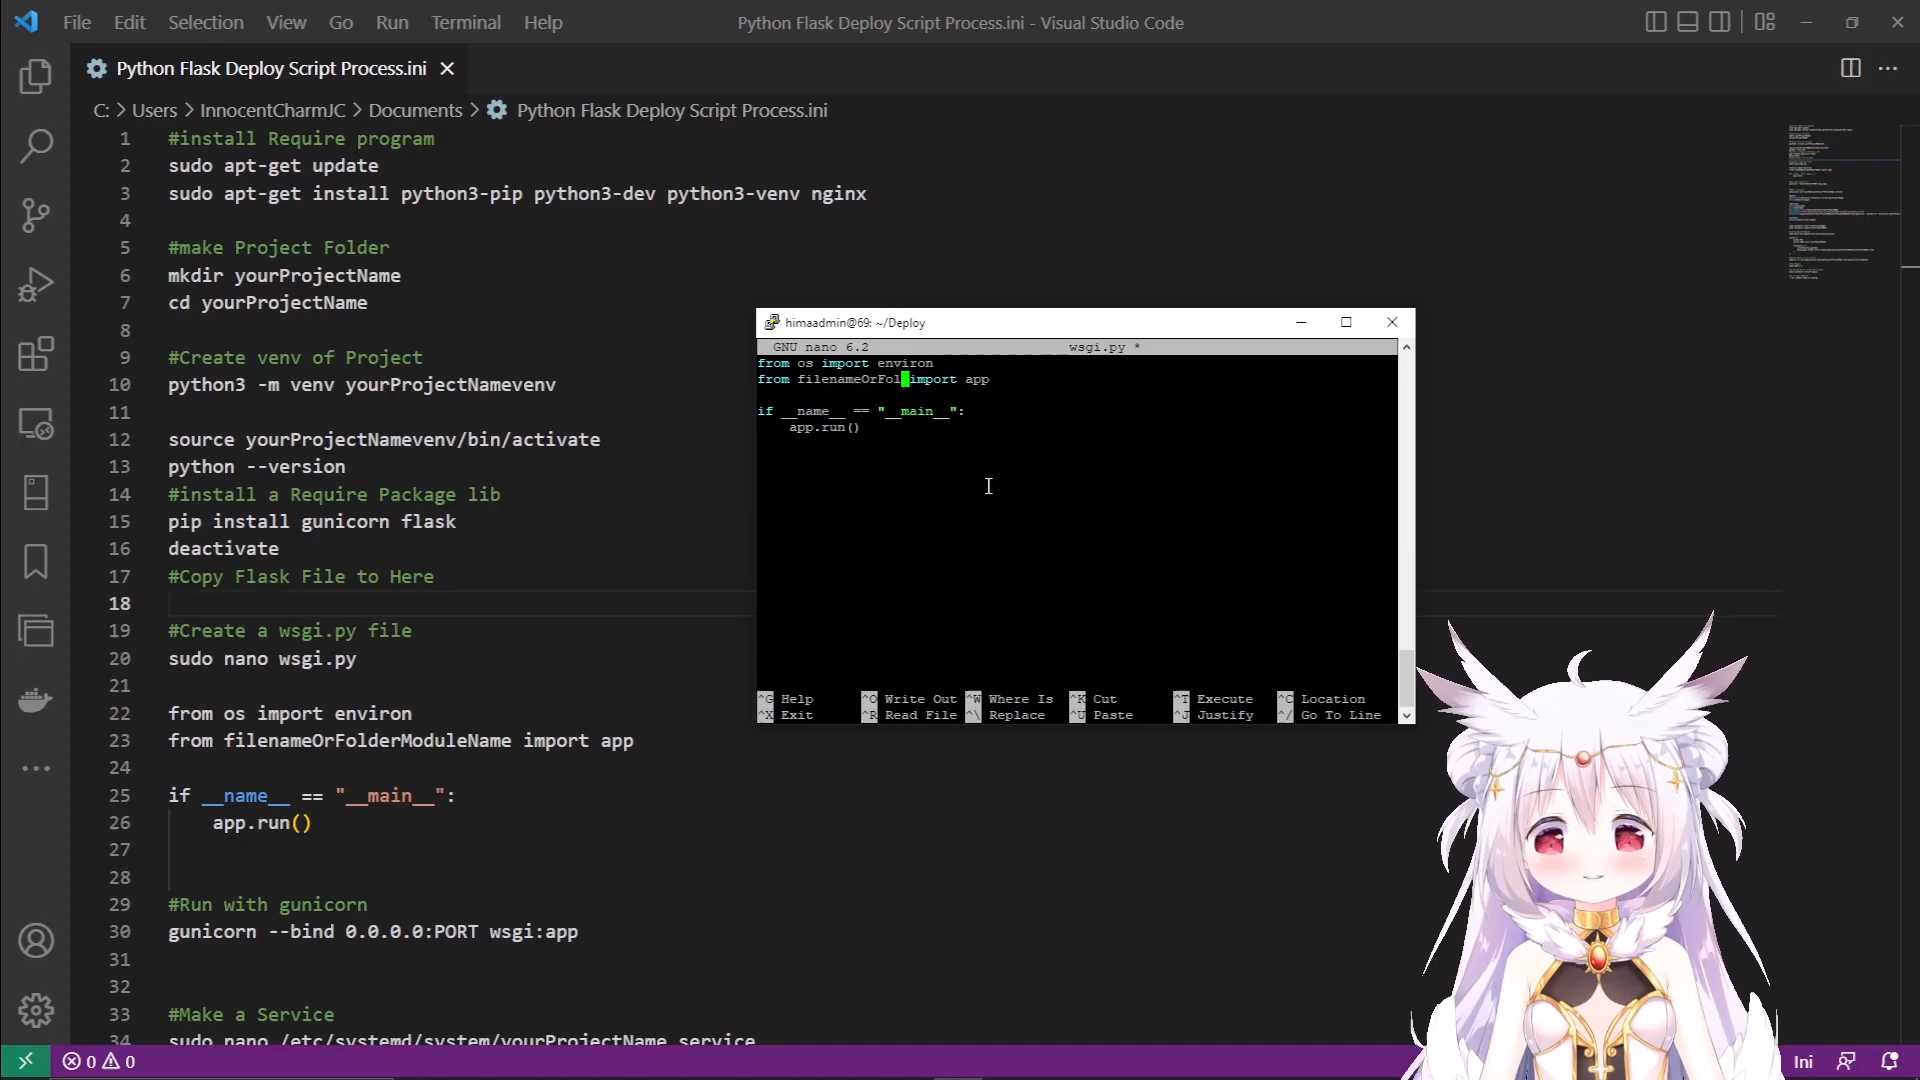 File Edit Selection View Go Run Terminal Help
Python Flask Deploy Script Process.ini - Visual Studio Code
Python Flask Deploy Script Process.ini
C: > Users > InnocentCharmJC > Documents > Python Flask Deploy Script Process.ini
1 #install Require program
2 sudo apt-get update
3 sudo apt-get install python3-pip python3-dev python3-venv nginx
4
5 #make Project Folder
6 mkdir yourProjectName
7 cd yourProjectName
8
9 #Create venv of Project
10 python3 -m venv yourProjectNamevenv
11
12 source yourProjectNamevenv/bin/activate
13 python --version
14 #install a Require Package lib
15 pip install gunicorn flask
16 deactivate
17 #Copy Flask File to Here
18
19 #Create a wsgi.py file
20 sudo nano wsgi.py
21
22 from os import environ
23 from filenameOrFolderModuleName import app
24
25 if __name__ == "__main__":
26 app.run()
27
28
29 #Run with gunicorn
30 gunicorn --bind 0.0.0.0:PORT wsgi:app
31
32
33 #Make a Service
34 sudo nano /etc/systemd/system/yourProjectName.service
himaadmin@69: ~/Deploy
GNU nano 6.2 wsgi.py *
from os import environ
from filenameOrFol import app
if __name__ == "__main__":
app.run()
^G Help ^O Write Out ^W Where Is ^K Cut ^T Execute ^C Location
^X Exit ^R Read File ^\ Replace ^U Paste ^J Justify ^/ Go To Line
0 0
Ini